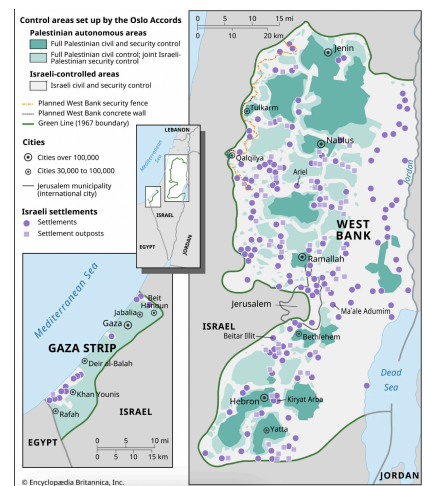 Control areas set up by the Oslo Accords
Palestinian autonomous areas
Full Palestinian civil and security control
Full Palestinian civil control; joint Israeli-
Palestinian security control
Israeli-controlled areas
Israeli civil and security control
Planned West Bank security fence
Planned West Bank concrete wall
Green Line (1967 boundary)
Cities
Cities over 100,000
Cities 30,000 to 100,000
Jerusalem municipality
(international city)
Israeli settlements
Settlements
Settlement outposts
LEBANON
Mediterranean Sea
ISRAEL
EGYPT
JORDAN
0 5 10 15 mi
0 10 20 km
Jenin
Tulkarm
Nablus
Qalqilya
Ariel
Jordan
WEST
BANK
Ramallah
Jerusalem
Ma'ale Adumim
ISRAEL
Beitar Illit
Bethlehem
Dead
Sea
Hebron
Kiryat Arba
Yatta
JORDAN
Mediterranean Sea
Beit
Hanoun
Jabalia
Gaza
GAZA STRIP
Deir al-Balah
Khan Younis
Rafah
ISRAEL
EGYPT
0 5 10 mi
0 5 10 15 km
© Encyclopædia Britannica, Inc.